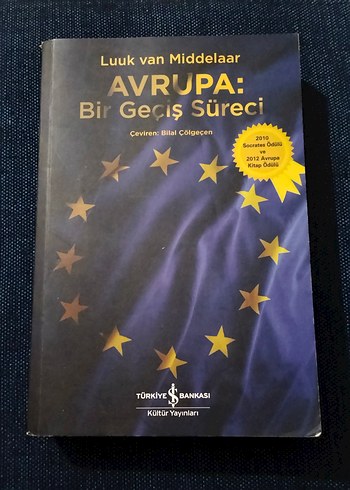 Luuk van Middelaar
AVRUPA:
Bir Geçiş Süreci
Çeviren: Bilal Çölgeçen
2010
Socrates Ödülü
ve
2012 Avrupa
Kitap Ödülü
TÜRKİYE İŞ BANKASI
Kültür Yayınları